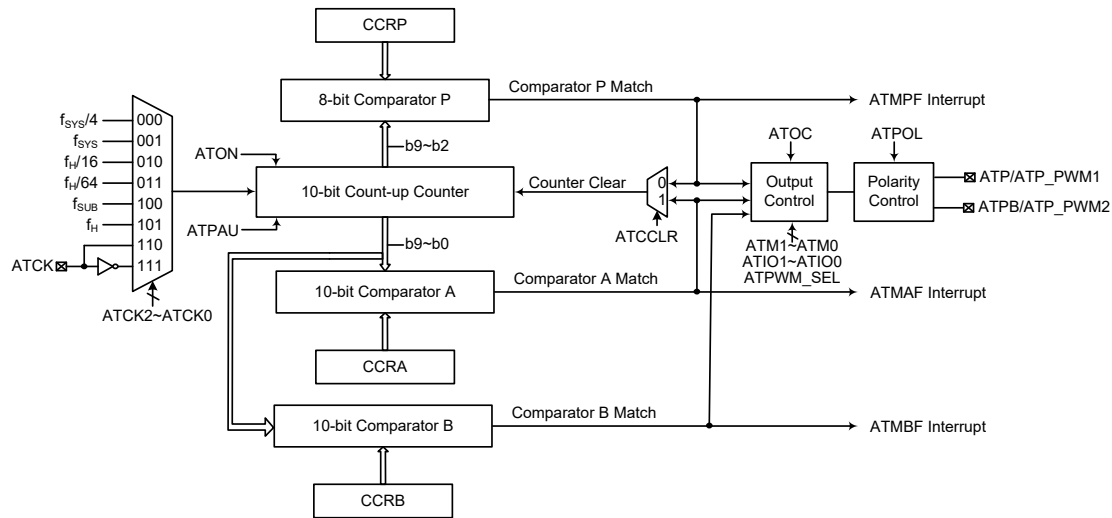 CCRP
8-bit Comparator P
Comparator P Match
ATMPF Interrupt
fSYS/4
000
fSYS
001
fH/16
010
fH/64
011
fSUB
100
fH
101
110
111
ATCK
ATCK2~ATCK0
ATON
b9~b2
10-bit Count-up Counter
ATPAU
b9~b0
Counter Clear
0
1
ATCCLR
ATOC
Output
Control
ATM1~ATM0
ATIO1~ATIO0
ATPWM_SEL
ATPOL
Polarity
Control
ATP/ATP_PWM1
ATPB/ATP_PWM2
10-bit Comparator A
Comparator A Match
ATMAF Interrupt
CCRA
10-bit Comparator B
Comparator B Match
ATMBF Interrupt
CCRB